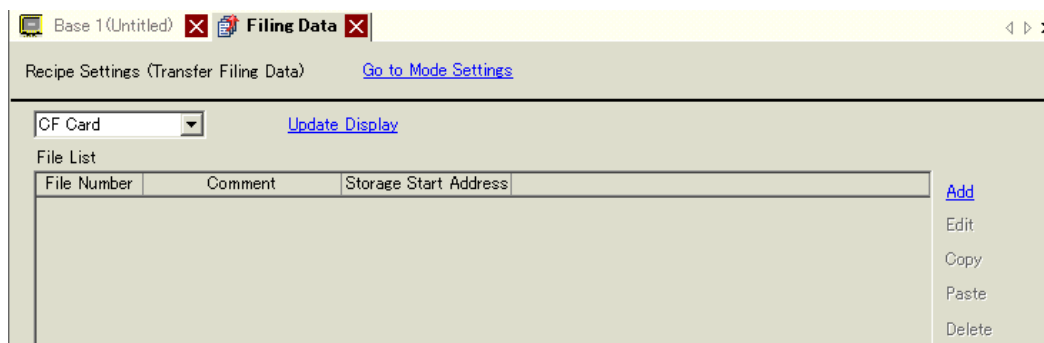 Base 1(Untitled) Filing Data
Recipe Settings (Transfer Filing Data) Go to Mode Settings
CF Card Update Display
File List
File Number Comment Storage Start Address
Add
Edit
Copy
Paste
Delete